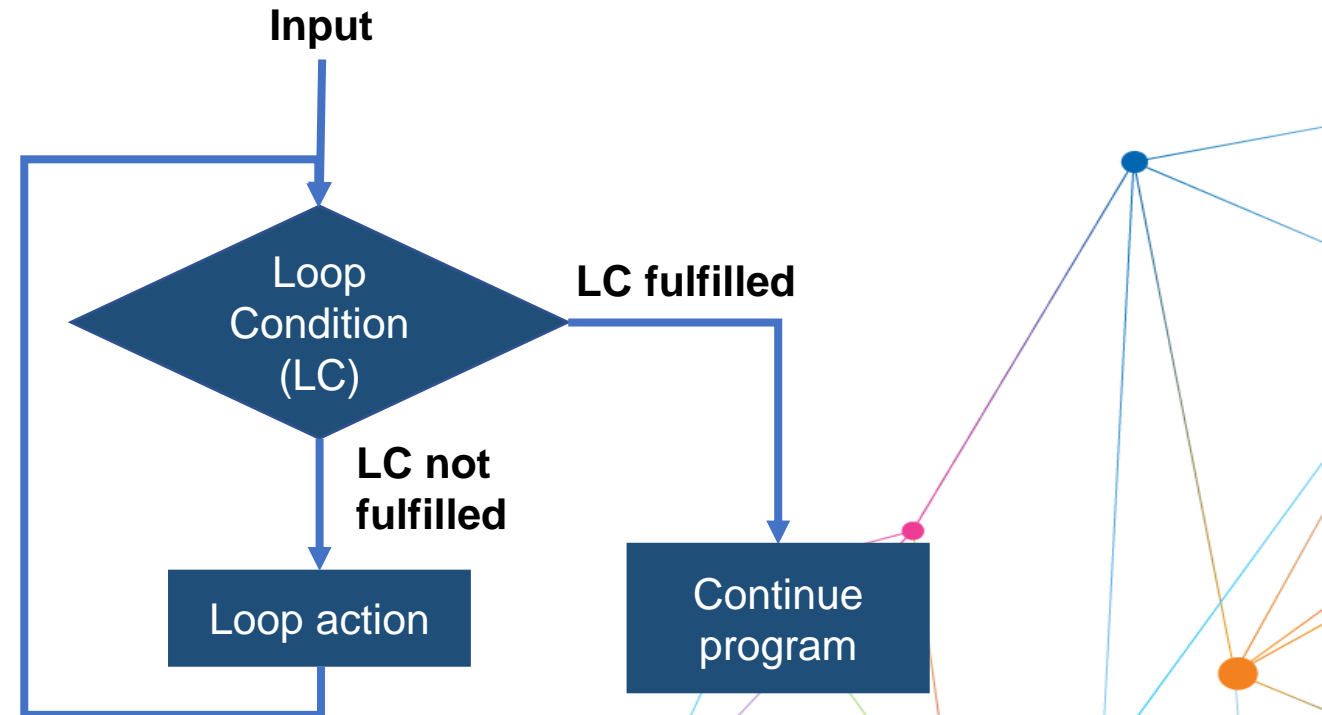 Input
Loop
Condition
(LC)
LC fulfilled
LC not
fulfilled
Loop action
Continue
program